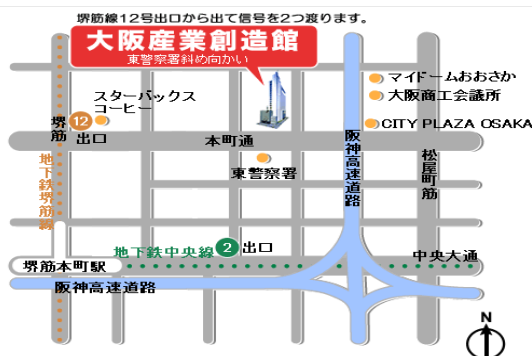 堺筋線12号出口から出て信号を2つ渡ります。
大阪産業創造館
東警察署斜め向かい
マイドームおおさか
大阪商工会議所
CITY PLAZA OSAKA
スターバックス
コーヒー
堺筋
12
出口
本町通
東警察署
阪神高速道路
松屋町筋
地下鉄堺筋線
地下鉄中央線
2
出口
中央大通
堺筋本町駅
阪神高速道路
N